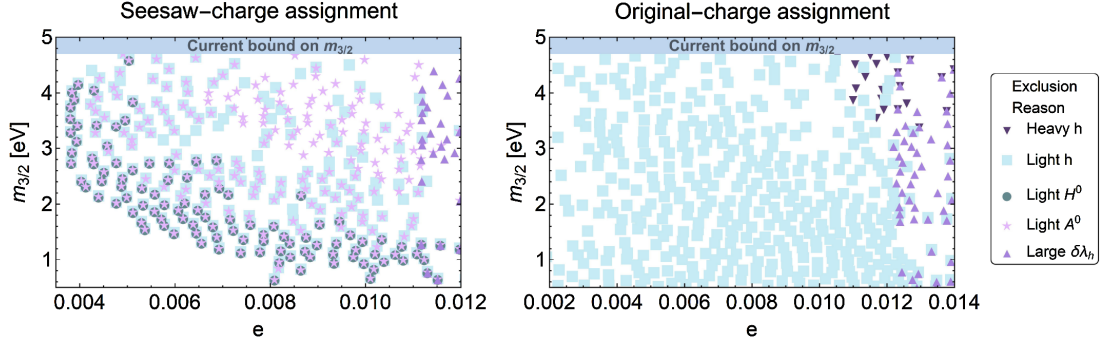 Seesaw-charge assignment
Original-charge assignment
Current bound on m3/2
Current bound on m3/2
5
4
3
2
1
m3/2 [eV]
0.004 0.006 0.008 0.010 0.012
e
5
4
3
2
1
m3/2 [eV]
0.002 0.004 0.006 0.008 0.010 0.012 0.014
e
Exclusion
Reason
Heavy h
Light h
Light H0
Light A0
Large δλh